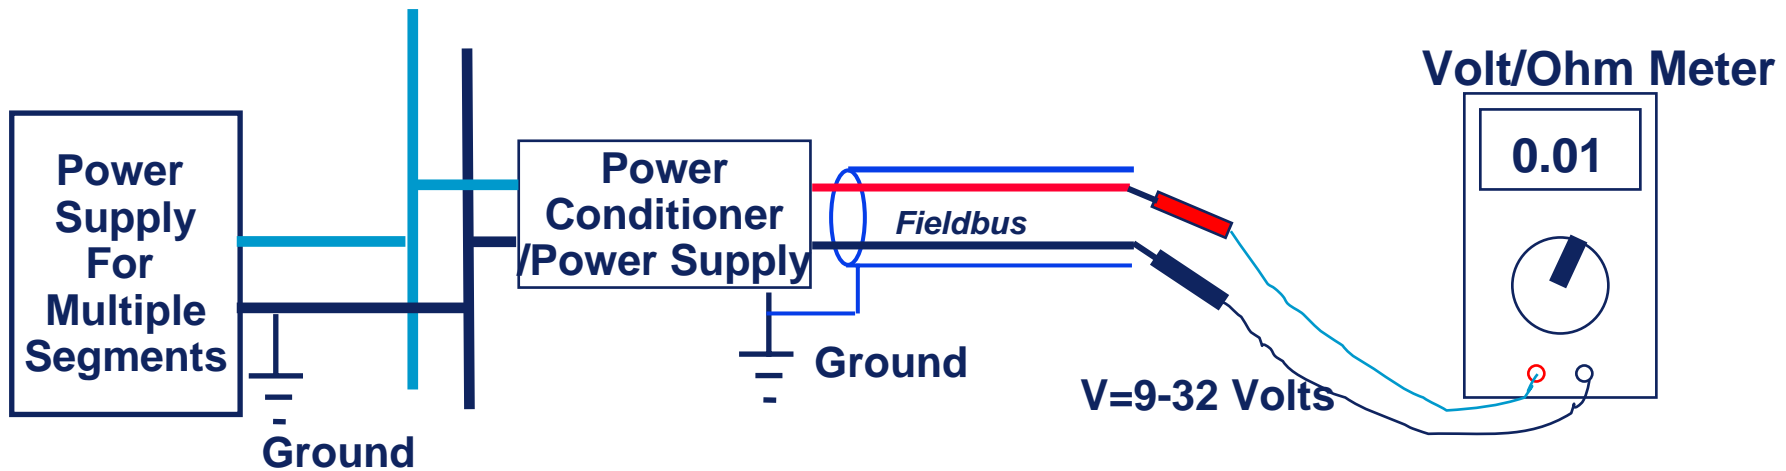 Volt/Ohm Meter
Power
Supply
For
Multiple
Segments
Power
Conditioner
/Power Supply
Fieldbus
0.01
Ground
V=9-32 Volts
Ground